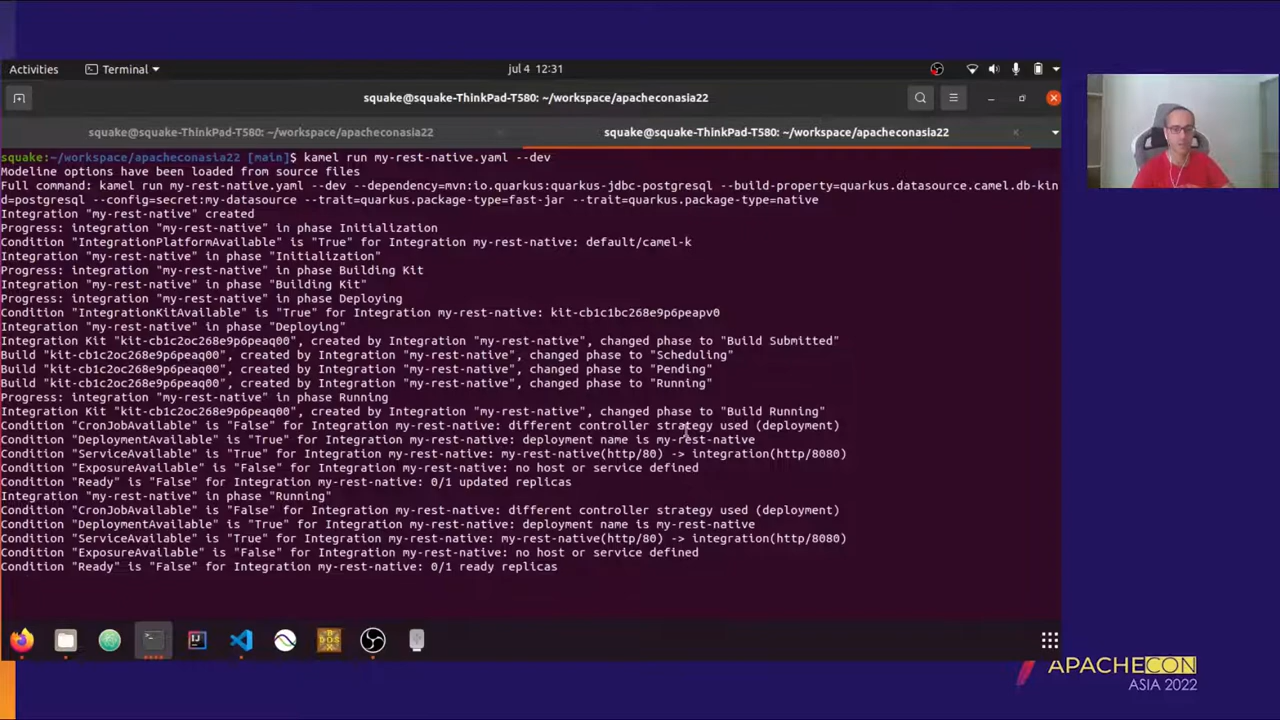 Activities
Terminal
jul 4 12:31
squake@squake-ThinkPad-T580: ~/workspace/apacheconasia22
squake@squake-ThinkPad-T580: ~/workspace/apacheconasia22
squake@squake-ThinkPad-T580: ~/workspace/apacheconasia22
squake:~/workspace/apacheconasia22 [main]$ kamel run my-rest-native.yaml --dev
Modeline options have been loaded from source files
Full command: kamel run my-rest-native.yaml --dev --dependency=mvn:io.quarkus:quarkus-jdbc-postgresql --build-property=quarkus.datasource.camel.db-kin
d=postgresql --config=secret:my-datasource --trait=quarkus.package-type=fast-jar --trait=quarkus.package-type=native
Integration "my-rest-native" created
Progress: integration "my-rest-native" in phase Initialization
Condition "IntegrationPlatformAvailable" is "True" for Integration my-rest-native: default/camel-k
Integration "my-rest-native" in phase "Initialization"
Progress: integration "my-rest-native" in phase Building Kit
Integration "my-rest-native" in phase "Building Kit"
Progress: integration "my-rest-native" in phase Deploying
Condition "IntegrationKitAvailable" is "True" for Integration my-rest-native: kit-cb1c1bc268e9p6peapv0
Integration "my-rest-native" in phase "Deploying"
Integration Kit "kit-cb1c2oc268e9p6peaq00", created by Integration "my-rest-native", changed phase to "Build Submitted"
Build "kit-cb1c2oc268e9p6peaq00", created by Integration "my-rest-native", changed phase to "Scheduling"
Build "kit-cb1c2oc268e9p6peaq00", created by Integration "my-rest-native", changed phase to "Pending"
Build "kit-cb1c2oc268e9p6peaq00", created by Integration "my-rest-native", changed phase to "Running"
Progress: integration "my-rest-native" in phase Running
Integration Kit "kit-cb1c2oc268e9p6peaq00", created by Integration "my-rest-native", changed phase to "Build Running"
Condition "CronJobAvailable" is "False" for Integration my-rest-native: different controller strategy used (deployment)
Condition "DeploymentAvailable" is "True" for Integration my-rest-native: deployment name is my-rest-native
Condition "ServiceAvailable" is "True" for Integration my-rest-native: my-rest-native(http/80) -> integration(http/8080)
Condition "ExposureAvailable" is "False" for Integration my-rest-native: no host or service defined
Condition "Ready" is "False" for Integration my-rest-native: 0/1 updated replicas
Integration "my-rest-native" in phase "Running"
Condition "CronJobAvailable" is "False" for Integration my-rest-native: different controller strategy used (deployment)
Condition "DeploymentAvailable" is "True" for Integration my-rest-native: deployment name is my-rest-native
Condition "ServiceAvailable" is "True" for Integration my-rest-native: my-rest-native(http/80) -> integration(http/8080)
Condition "ExposureAvailable" is "False" for Integration my-rest-native: no host or service defined
Condition "Ready" is "False" for Integration my-rest-native: 0/1 ready replicas
APACHECON
ASIA 2022